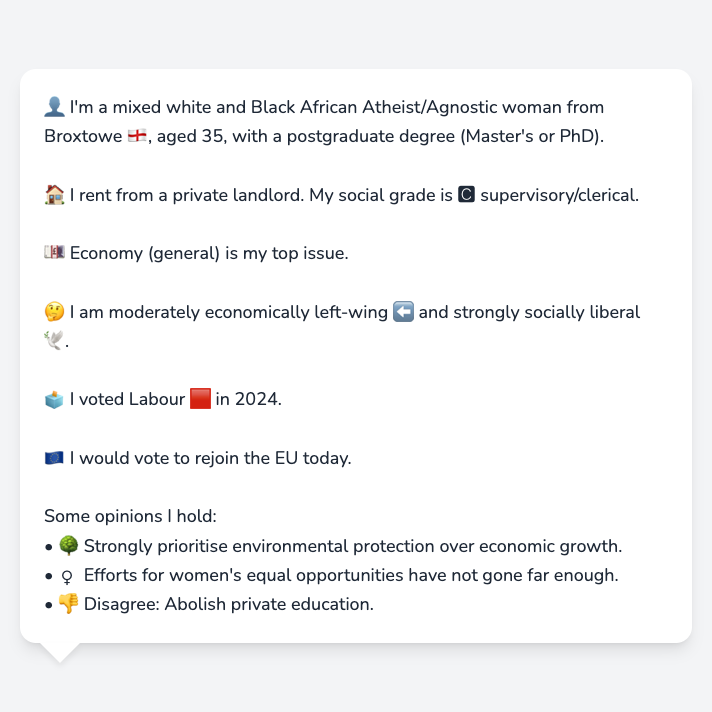 👤 I'm a mixed white and Black African Atheist/Agnostic woman from
Broxtowe 🏴󠁧󠁢󠁥󠁮󠁧󠁿, aged 35, with a postgraduate degree (Master's or PhD).
🏠 I rent from a private landlord. My social grade is 🅲 supervisory/clerical.
💷 Economy (general) is my top issue.
🤔 I am moderately economically left-wing ⬅️ and strongly socially liberal
🕊️.
🗳️ I voted Labour 🟥 in 2024.
🇪🇺 I would vote to rejoin the EU today.
Some opinions I hold:
• 🌳 Strongly prioritise environmental protection over economic growth.
• ♀ Efforts for women's equal opportunities have not gone far enough.
• 👎 Disagree: Abolish private education.